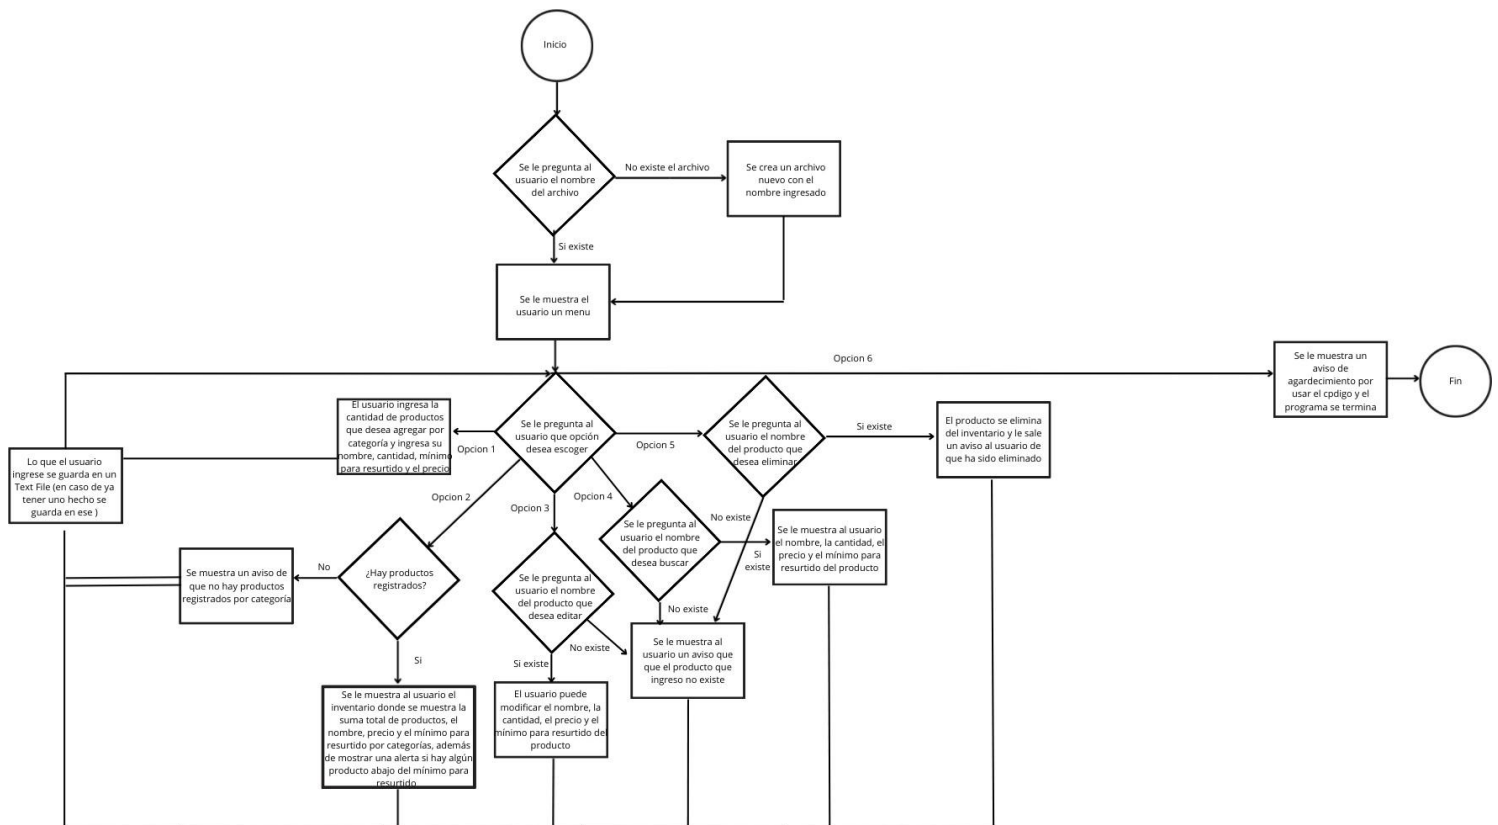 Inicio
Se le pregunta al
usuario el nombre
del archivo
No existe el archivo
Se crea un archivo
nuevo con el
nombre ingresado
Si existe
Se le muestra el
usuario un menu
Opcion 6
Se le muestra un
aviso de
agardecimiento por
usar el cpdigo y el
programa se termina
Fin
El usuario ingresa la
cantidad de productos
que desea agregar por
categoría y ingresa su
nombre, cantidad, mínimo
para resurtido y el precio
Opcion 1
Se le pregunta al
usuario que opción
desea escoger
Opcion 5
Se le pregunta al
usuario el nombre
del producto que
desea eliminar
Si existe
El producto se elimina
del inventario y le sale
un aviso al usuario de
que ha sido eliminado
Lo que el usuario
ingrese se guarda en un
Text File (en caso de ya
tener uno hecho se
guarda en ese )
Opcion 2
Opcion 3
Opcion 4
No existe
Se le pregunta al
usuario el nombre
del producto que
desea buscar
Si
existe
Se le muestra al usuario
el nombre, la cantidad, el
precio y el mínimo para
resurtido del producto
Se muestra un aviso de
que no hay productos
registrados por categoría
No
¿Hay productos
registrados?
Se le pregunta al
usuario el nombre
del producto que
desea editar
No existe
No existe
Se le muestra al
usuario un aviso que
que el producto que
ingreso no existe
Si
Si existe
Se le muestra al usuario el
inventario donde se muestra la
suma total de productos, el
nombre, precio y el mínimo para
resurtido por categorías, además
de mostrar una alerta si hay algún
producto abajo del mínimo para
resurtido
El usuario puede
modificar el nombre, la
cantidad, el precio y el
mínimo para resurtido del
producto